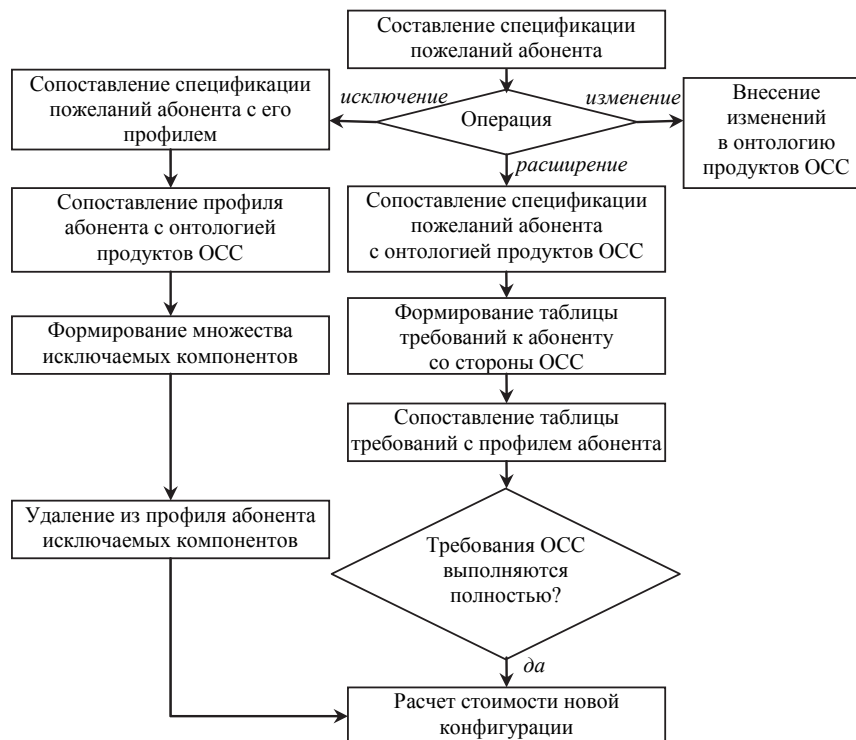 Составление спецификации
пожеланий абонента
Сопоставление спецификации
пожеланий абонента с его
профилем
исключение
Операция
изменение
Внесение
изменений
в онтологию
продуктов ОСС
расширение
Сопоставление профиля
абонента с онтологией
продуктов ОСС
Сопоставление спецификации
пожеланий абонента
с онтологией продуктов ОСС
Формирование множества
исключаемых компонентов
Формирование таблицы
требований к абоненту
со стороны ОСС
Сопоставление таблицы
требований с профилем абонента
Удаление из профиля абонента
исключаемых компонентов
Требования ОСС
выполняются
полностью?
да
Расчет стоимости новой
конфигурации